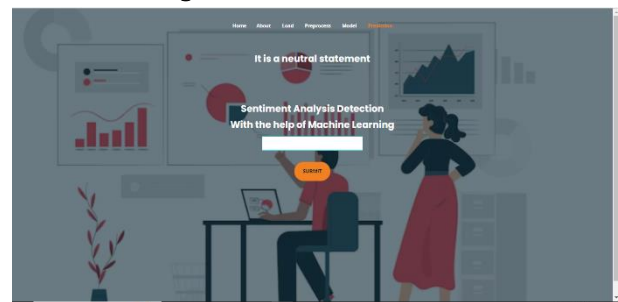 Home About Load Preprocess Model Prediction
It is a neutral statement
Sentiment Analysis Detection
With the help of Machine Learning
SUBMIT